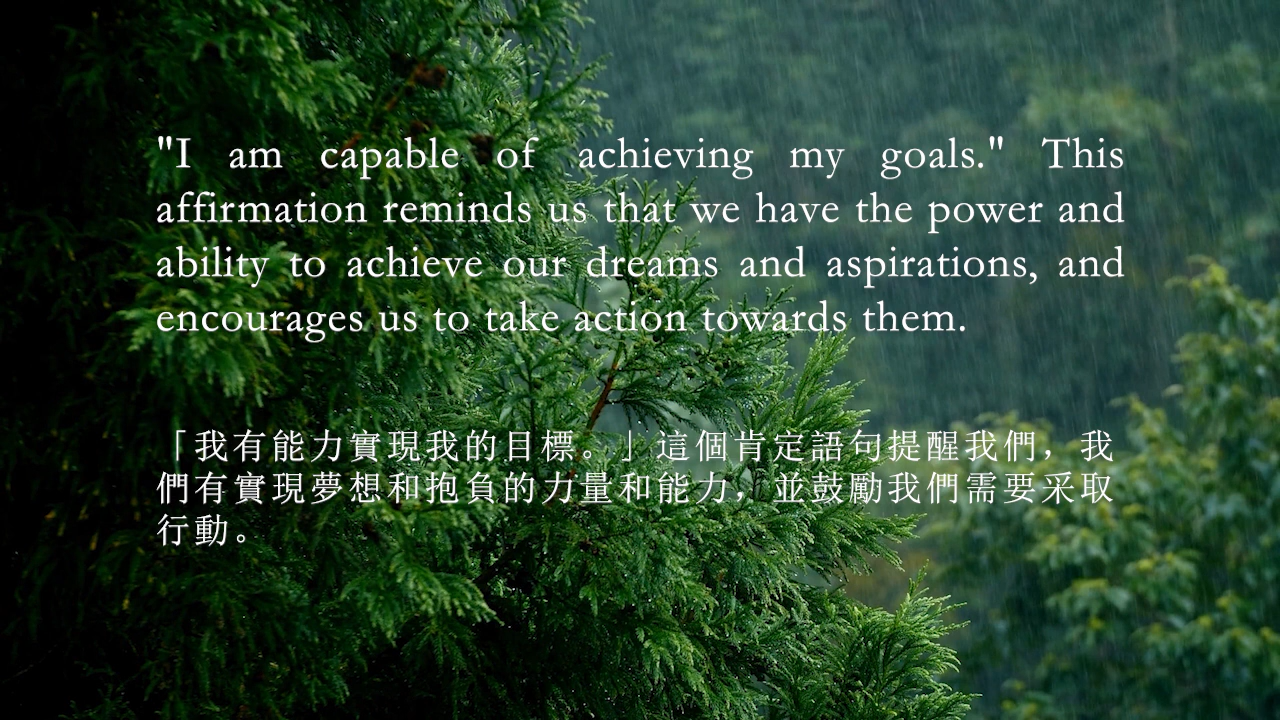 "I am capable of achieving my goals." This
affirmation reminds us that we have the power and
ability to achieve our dreams and aspirations, and
encourages us to take action towards them.
「我有能力實現我的目標。」這個肯定語句提醒我們，我
們有實現夢想和抱負的力量和能力，並鼓勵我們需要采取
行動。